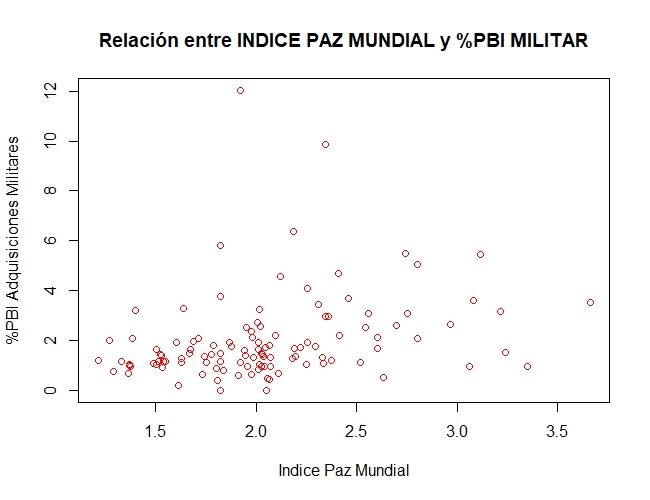 Relación entre INDICE PAZ MUNDIAL y %PBI MILITAR
%PBI Adquisiciones Militares
12
10
8
6
4
2
0
1.5 2.0 2.5 3.0 3.5
Indice Paz Mundial